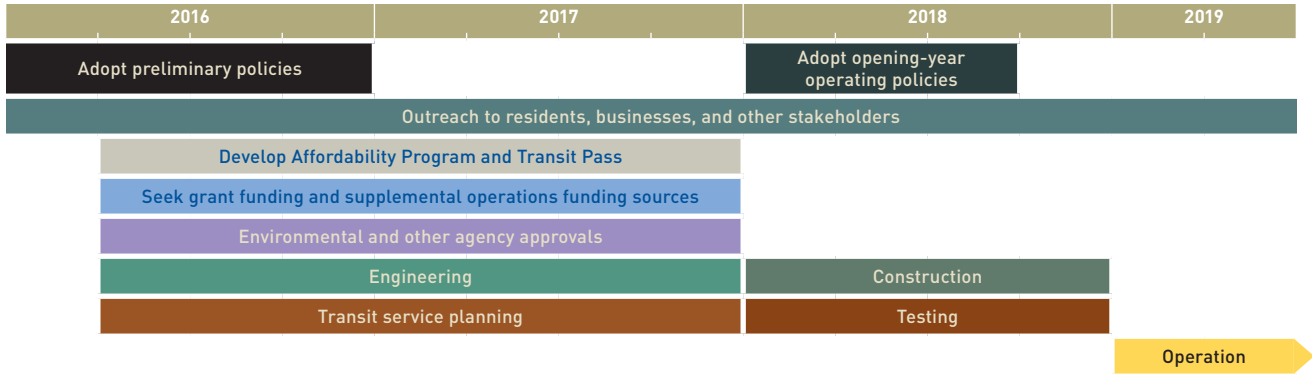 2016 2017 2018 2019
Adopt preliminary policies
Adopt opening-year
operating policies
Outreach to residents, businesses, and other stakeholders
Develop Affordability Program and Transit Pass
Seek grant funding and supplemental operations funding sources
Environmental and other agency approvals
Engineering
Construction
Transit service planning
Testing
Operation